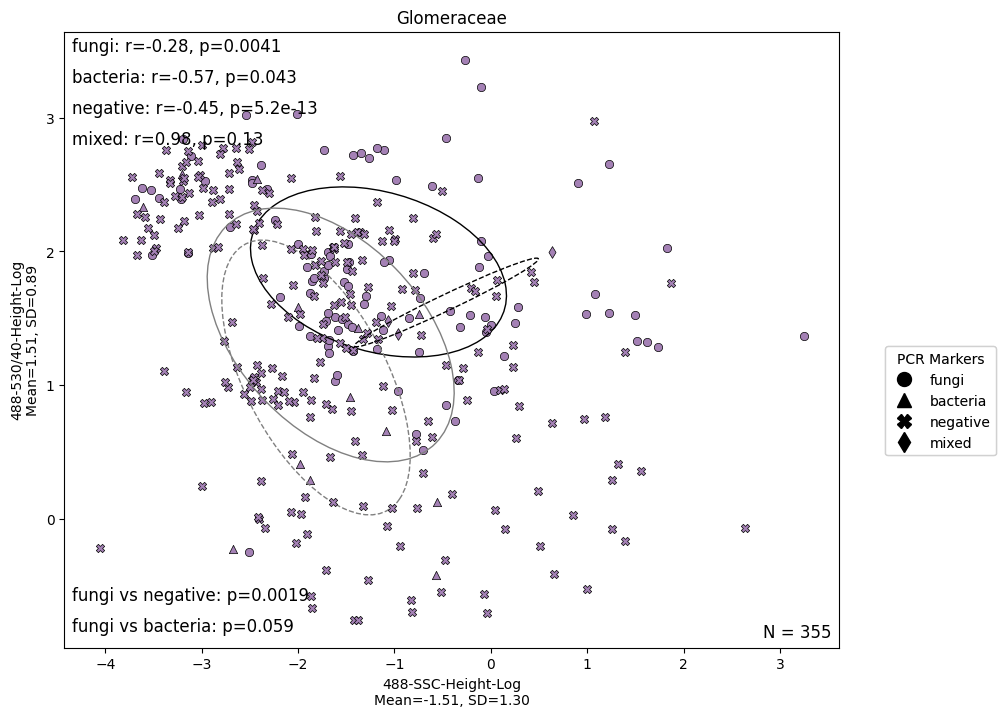 Glomeraceae
fungi: r=-0.28, p=0.0041
bacteria: r=-0.57, p=0.043
negative: r=-0.45, p=5.2e-13
mixed: r=0.98, p=0.13
3
2
1
0
488-530/40-Height-Log
Mean=1.51, SD=0.89
PCR Markers
fungi
bacteria
negative
mixed
fungi vs negative: p=0.0019
fungi vs bacteria: p=0.059
N = 355
−4 −3 −2 −1 0 1 2 3
488-SSC-Height-Log
Mean=-1.51, SD=1.30